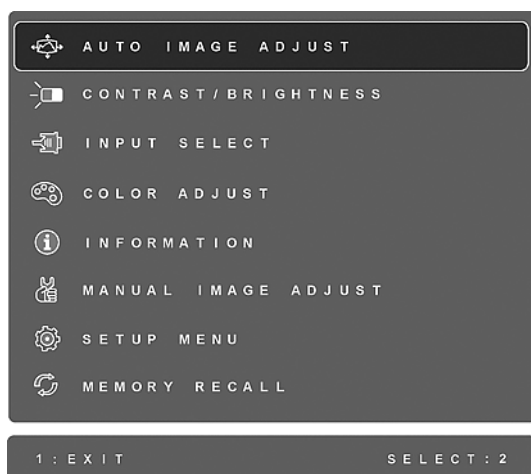 AUTO IMAGE ADJUST
CONTRAST/BRIGHTNESS
INPUT SELECT
COLOR ADJUST
INFORMATION
MANUAL IMAGE ADJUST
SETUP MENU
MEMORY RECALL
1:EXIT SELECT:2